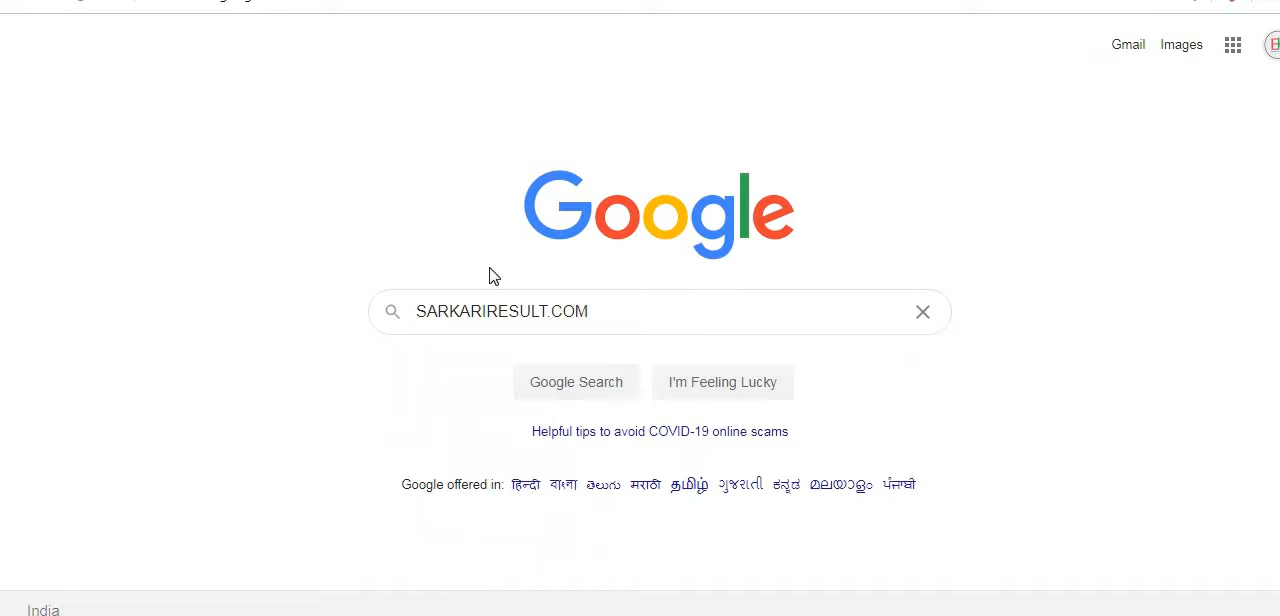 Gmail Images
Google
SARKARIRESULT.COM
Google Search I'm Feeling Lucky
Helpful tips to avoid COVID-19 online scams
Google offered in: हिन्दी বাংলা తెలుగు मराठी தமிழ் ગુજરાતી ಕನ್ನಡ മലയാളം ਪੰਜਾਬੀ
India